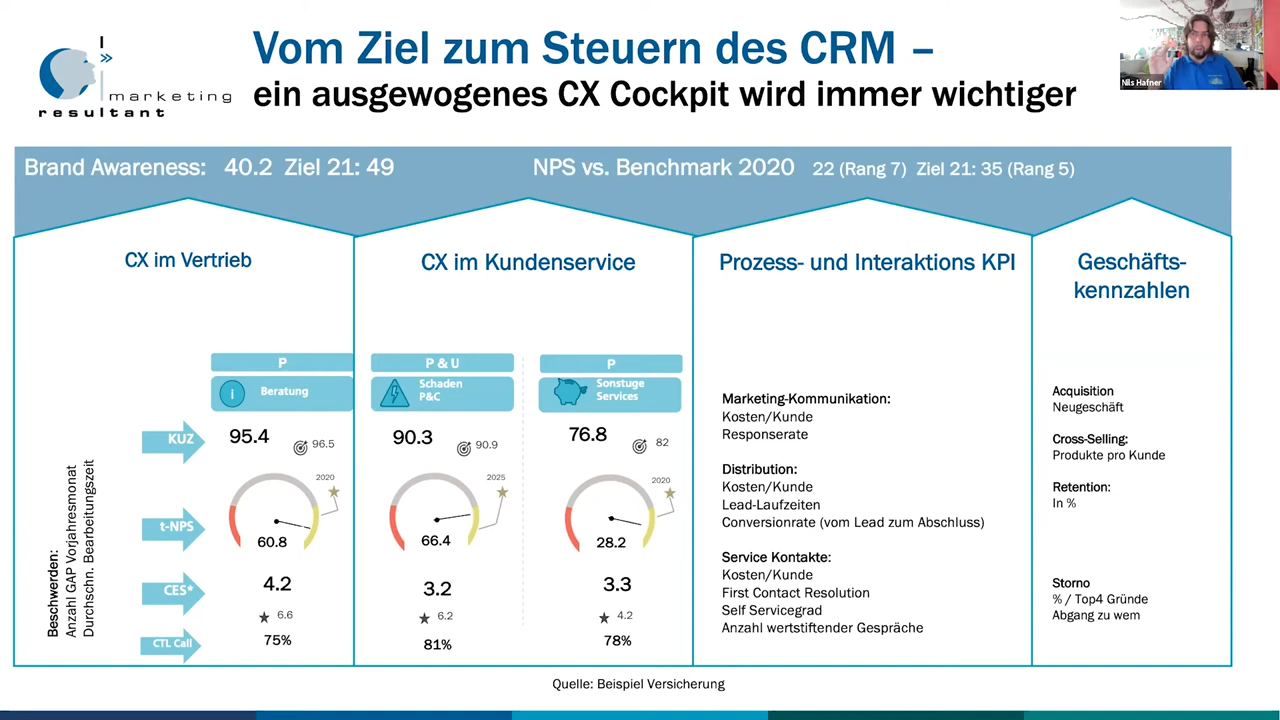 marketing
resultant
Vom Ziel zum Steuern des CRM –
ein ausgewogenes CX Cockpit wird immer wichtiger
Nils Hafner
Brand Awareness: 40.2 Ziel 21: 49
NPS vs. Benchmark 2020 22 (Rang 7) Ziel 21: 35 (Rang 5)
CX im Vertrieb
P
i Beratung
KUZ
95.4
96.5
2020
t-NPS
60.8
CES*
4.2
6.6
CTL Call
75%
Beschwerden:
Anzahl GAP Vorjahresmonat
Durchschn. Bearbeitungszeit
CX im Kundenservice
P & U
Schaden
P&C
90.3
90.9
2025
66.4
3.2
6.2
81%
P
Sonstuge
Services
76.8
82
2020
28.2
3.3
4.2
78%
Prozess- und Interaktions KPI
Marketing-Kommunikation:
Kosten/Kunde
Responserate
Distribution:
Kosten/Kunde
Lead-Laufzeiten
Conversionrate (vom Lead zum Abschluss)
Service Kontakte:
Kosten/Kunde
First Contact Resolution
Self Servicegrad
Anzahl wertstiftender Gespräche
Geschäfts-
kennzahlen
Acquisition
Neugeschäft
Cross-Selling:
Produkte pro Kunde
Retention:
In %
Storno
% / Top4 Gründe
Abgang zu wem
Quelle: Beispiel Versicherung